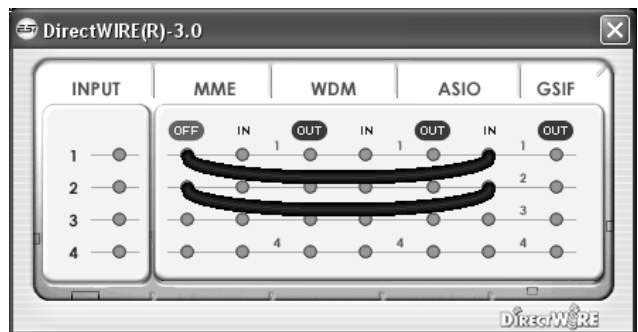 ESI DirectWIRE(R)-3.0
INPUT MME WDM ASIO GSIF
OFF IN OUT IN OUT IN OUT
1 1 1 1
2 2
3 3
4 4 4 4
DirectWIRE